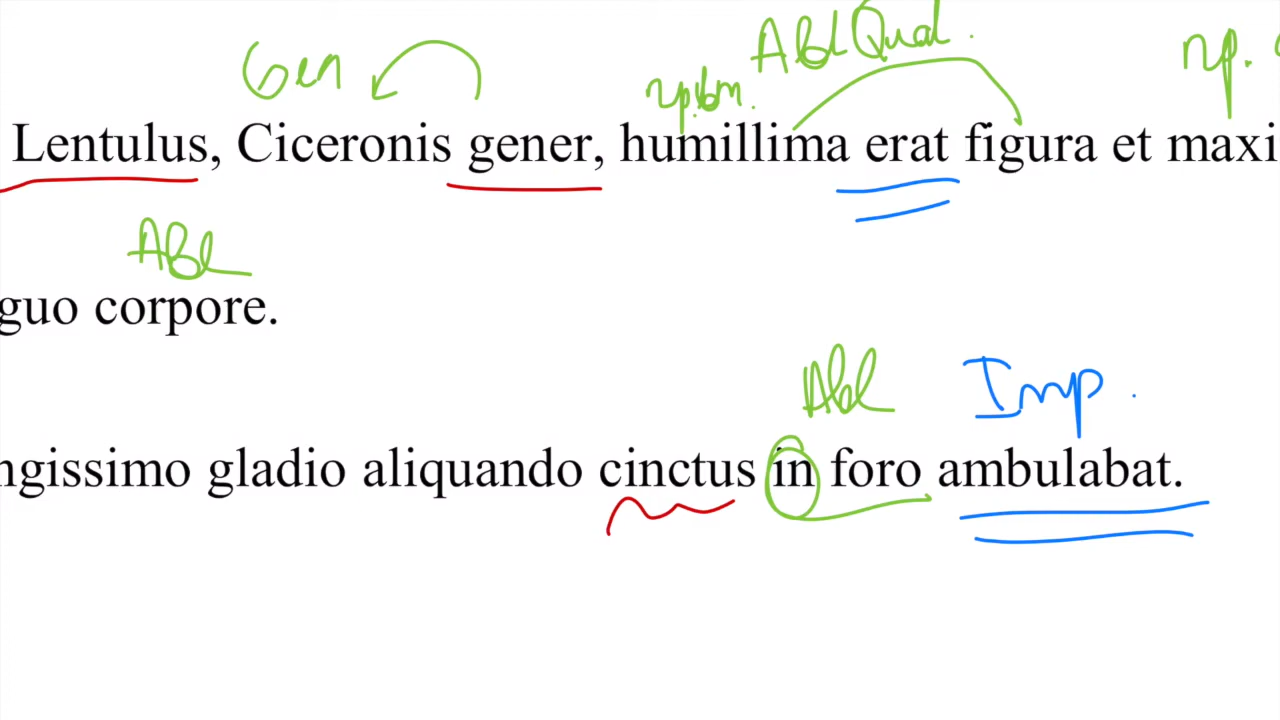 Gen Abl Qual. пр.
Lentulus, Ciceronis gener, humillima erat figura et maxi
Abl
guo corpore.
Abl Imp.
ngissimo gladio aliquando cinctus in foro ambulabat.